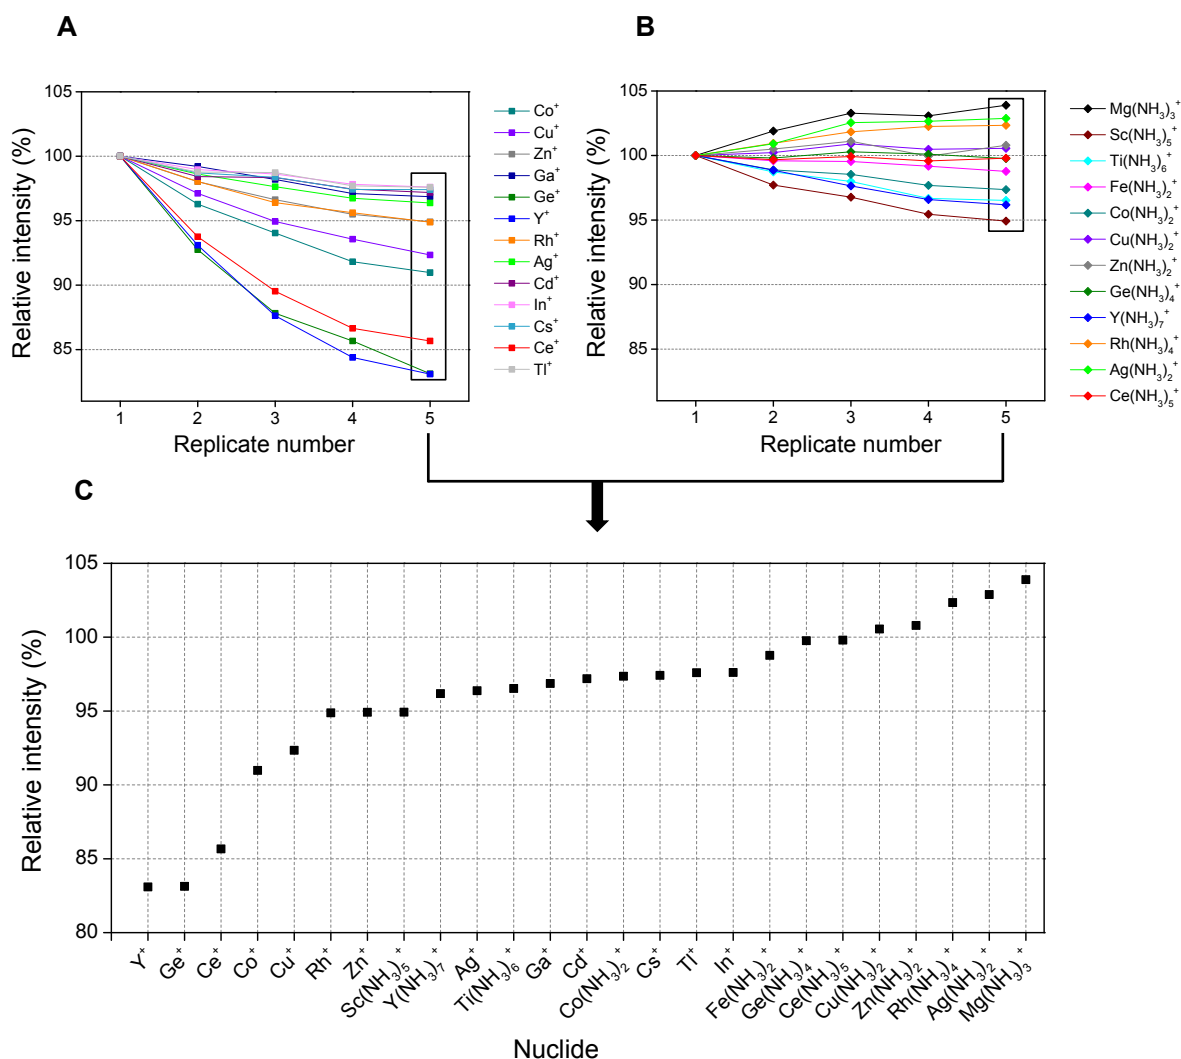 A
B
105
100
95
90
85
Relative intensity (%)
1 2 3 4 5
Replicate number
Co⁺
Cu⁺
Zn⁺
Ga⁺
Ge⁺
Y⁺
Rh⁺
Ag⁺
Cd⁺
In⁺
Cs⁺
Ce⁺
Tl⁺
105
100
95
90
85
Relative intensity (%)
1 2 3 4 5
Replicate number
Mg(NH₃)₃⁺
Sc(NH₃)₅⁺
Ti(NH₃)₆⁺
Fe(NH₃)₂⁺
Co(NH₃)₂⁺
Cu(NH₃)₂⁺
Zn(NH₃)₂⁺
Ge(NH₃)₄⁺
Y(NH₃)₇⁺
Rh(NH₃)₄⁺
Ag(NH₃)₂⁺
Ce(NH₃)₅⁺
C
105
100
95
90
85
80
Relative intensity (%)
Y⁺
Ge⁺
Ce⁺
Co⁺
Cu⁺
Rh⁺
Zn⁺
Sc(NH₃)₅⁺
Y(NH₃)₇⁺
Ag⁺
Ti(NH₃)₆⁺
Ga⁺
Cd⁺
Co(NH₃)₂⁺
Cs⁺
Tl⁺
In⁺
Fe(NH₃)₂⁺
Ge(NH₃)₄⁺
Ce(NH₃)₅⁺
Cu(NH₃)₂⁺
Zn(NH₃)₂⁺
Rh(NH₃)₄⁺
Ag(NH₃)₂⁺
Mg(NH₃)₃⁺
Nuclide